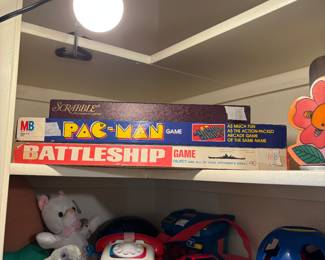 SCRABBLE
MB
PAC-MAN GAME
AS MUCH FUN
AS THE ACTION-PACKED
ARCADE GAME
OF THE SAME NAME
BATTLESHIP GAME
MB